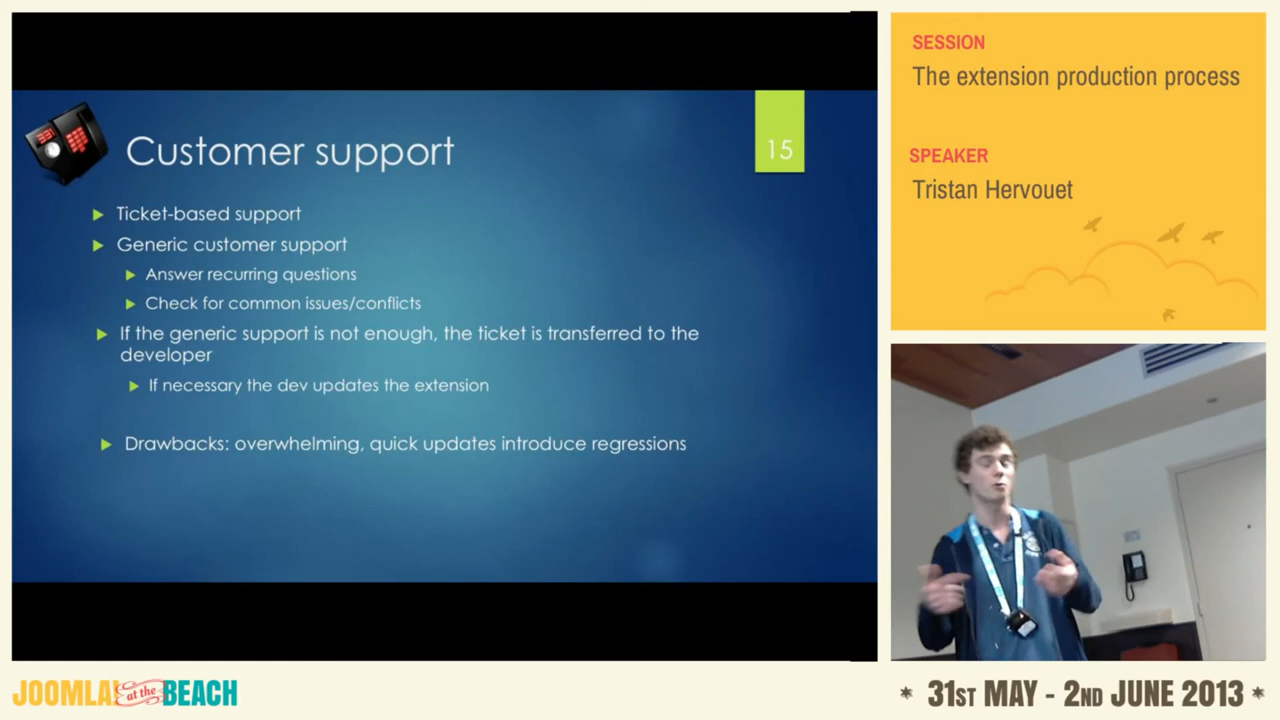 Customer support
15
Ticket-based support
Generic customer support
Answer recurring questions
Check for common issues/conflicts
If the generic support is not enough, the ticket is transferred to the
developer
If necessary the dev updates the extension
Drawbacks: overwhelming, quick updates introduce regressions
SESSION
The extension production process
SPEAKER
Tristan Hervouet
JOOMLA! at the BEACH
* 31ST MAY - 2ND JUNE 2013 *